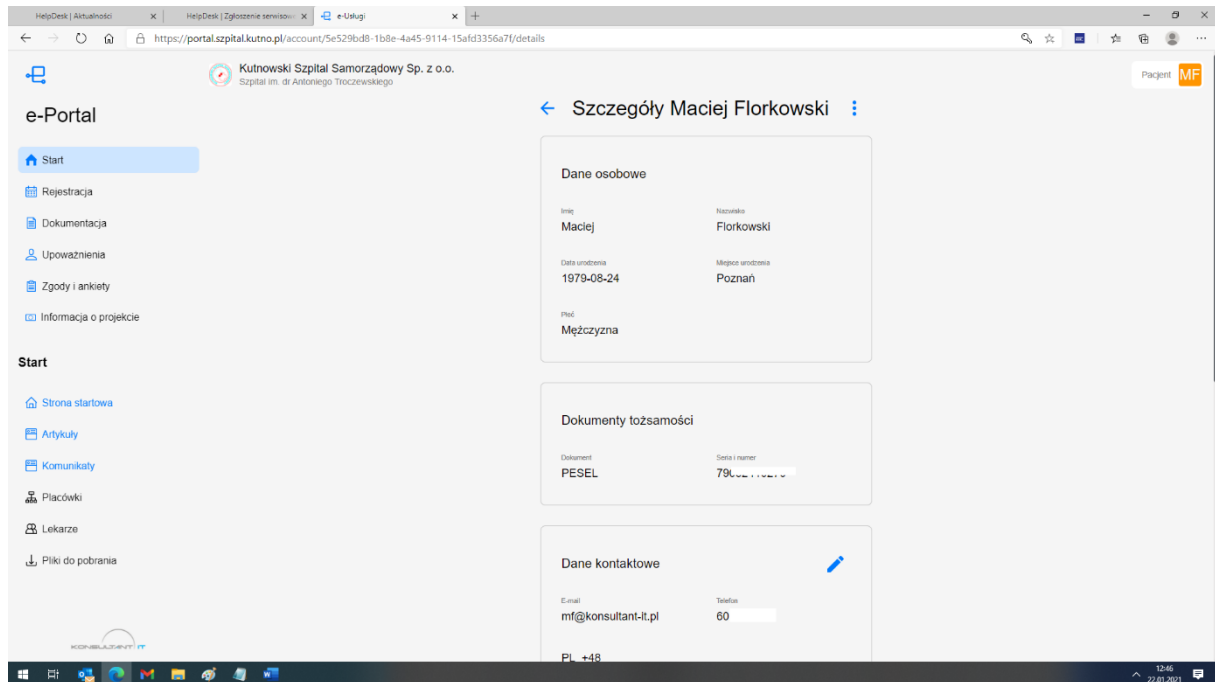 HelpDesk | Aktualności
HelpDesk | Zgłoszenie serwisow
e-Usługi
https://portal.szpital.kutno.pl/account/5e529bd8-1b8e-4a45-9114-15afd3356a7f/details
Kutnowski Szpital Samorządowy Sp. z o.o.
Szpital im. dr Antoniego Troczewskiego
Pacjent MF
e-Portal
Start
Rejestracja
Dokumentacja
Upoważnienia
Zgody i ankiety
Informacja o projekcie
Start
Strona startowa
Artykuły
Komunikaty
Placówki
Lekarze
Pliki do pobrania
KONSULTANT IT
Szczegóły Maciej Florkowski
Dane osobowe
Imię Nazwisko
Maciej Florkowski
Data urodzenia Miejsce urodzenia
1979-08-24 Poznań
Płeć
Mężczyzna
Dokumenty tożsamości
Dokument Seria i numer
PESEL
Dane kontaktowe
E-mail Telefon
mf@konsultant-it.pl 60
PL +48
12:46
22.01.2021